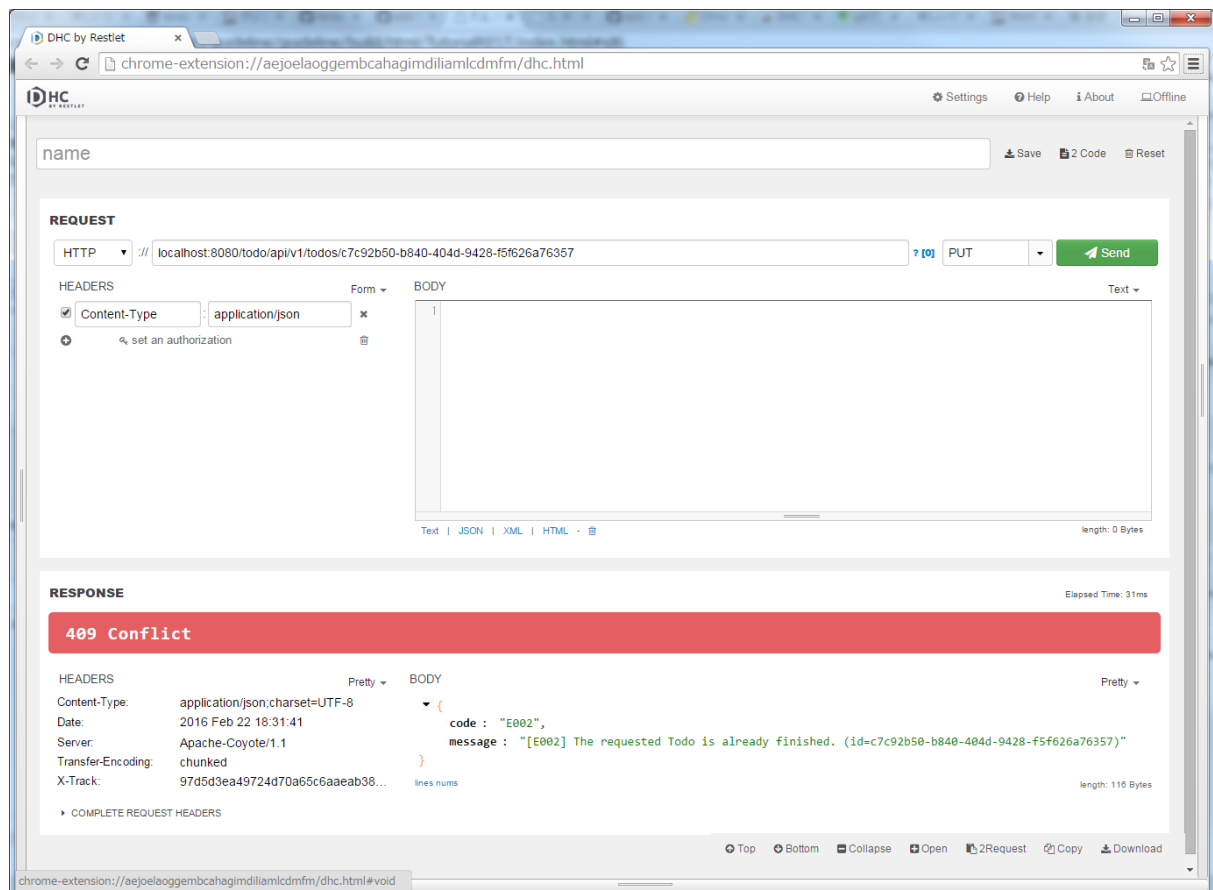 DHC by Restlet
chrome-extension://aejoelaoggembcahagimdiliamlcdmfm/dhc.html
DHC BY RESTLET Settings Help About Offline
name Save 2 Code Reset
REQUEST
HTTP :// localhost:8080/todo/api/v1/todos/c7c92b50-b840-404d-9428-f5f626a76357 ? [0] PUT Send
HEADERS Form BODY Text
Content-Type : application/json 1
set an authorization
Text | JSON | XML | HTML - length: 0 Bytes
RESPONSE Elapsed Time: 31ms
409 Conflict
HEADERS Pretty BODY Pretty
Content-Type: application/json;charset=UTF-8 {
Date: 2016 Feb 22 18:31:41 code : "E002",
Server: Apache-Coyote/1.1 message : "[E002] The requested Todo is already finished. (id=c7c92b50-b840-404d-9428-f5f626a76357)"
Transfer-Encoding: chunked }
X-Track: 97d5d3ea49724d70a65c6aaeab38... lines nums length: 116 Bytes
COMPLETE REQUEST HEADERS
Top Bottom Collapse Open 2Request Copy Download
chrome-extension://aejoelaoggembcahagimdiliamlcdmfm/dhc.html#void